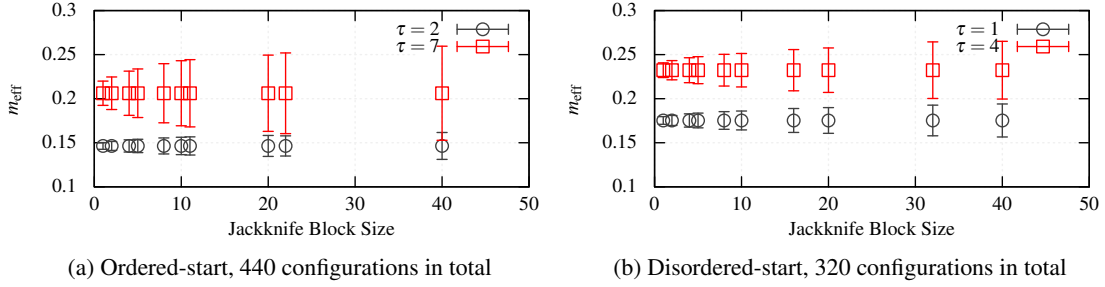 0.3
0.25
0.2
0.15
0.1
m_eff
0 10 20 30 40 50
Jackknife Block Size
τ = 2
τ = 7
(a) Ordered-start, 440 configurations in total
0.3
0.25
0.2
0.15
0.1
m_eff
0 10 20 30 40 50
Jackknife Block Size
τ = 1
τ = 4
(b) Disordered-start, 320 configurations in total